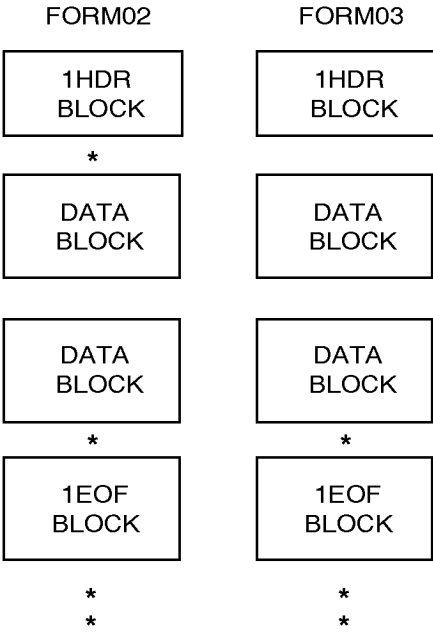 FORM02 FORM03
1HDR 1HDR
BLOCK BLOCK
*
DATA DATA
BLOCK BLOCK
DATA DATA
BLOCK BLOCK
* *
1EOF 1EOF
BLOCK BLOCK
* *
* *